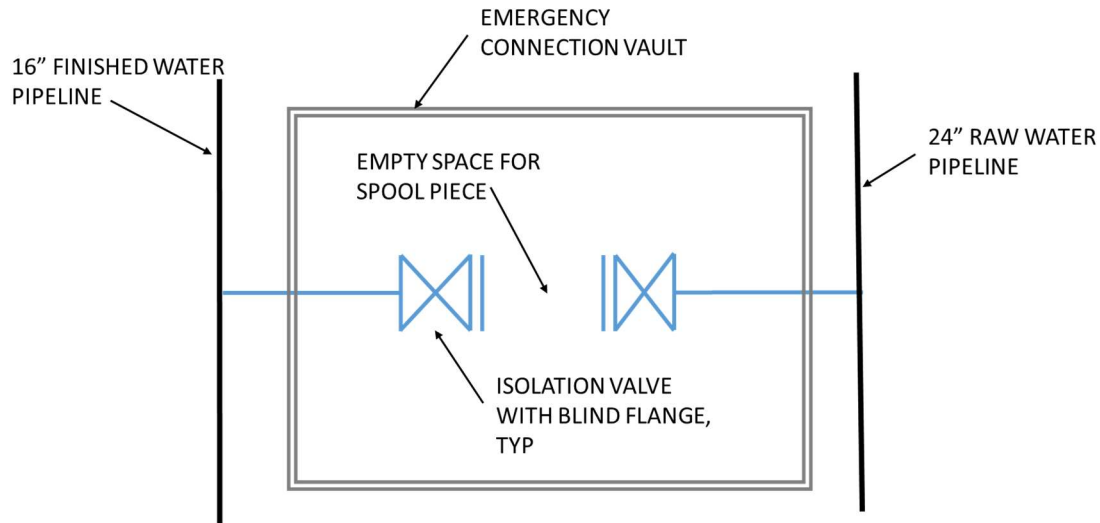 EMERGENCY
CONNECTION VAULT
16” FINISHED WATER
PIPELINE
24” RAW WATER
PIPELINE
EMPTY SPACE FOR
SPOOL PIECE
ISOLATION VALVE
WITH BLIND FLANGE,
TYP